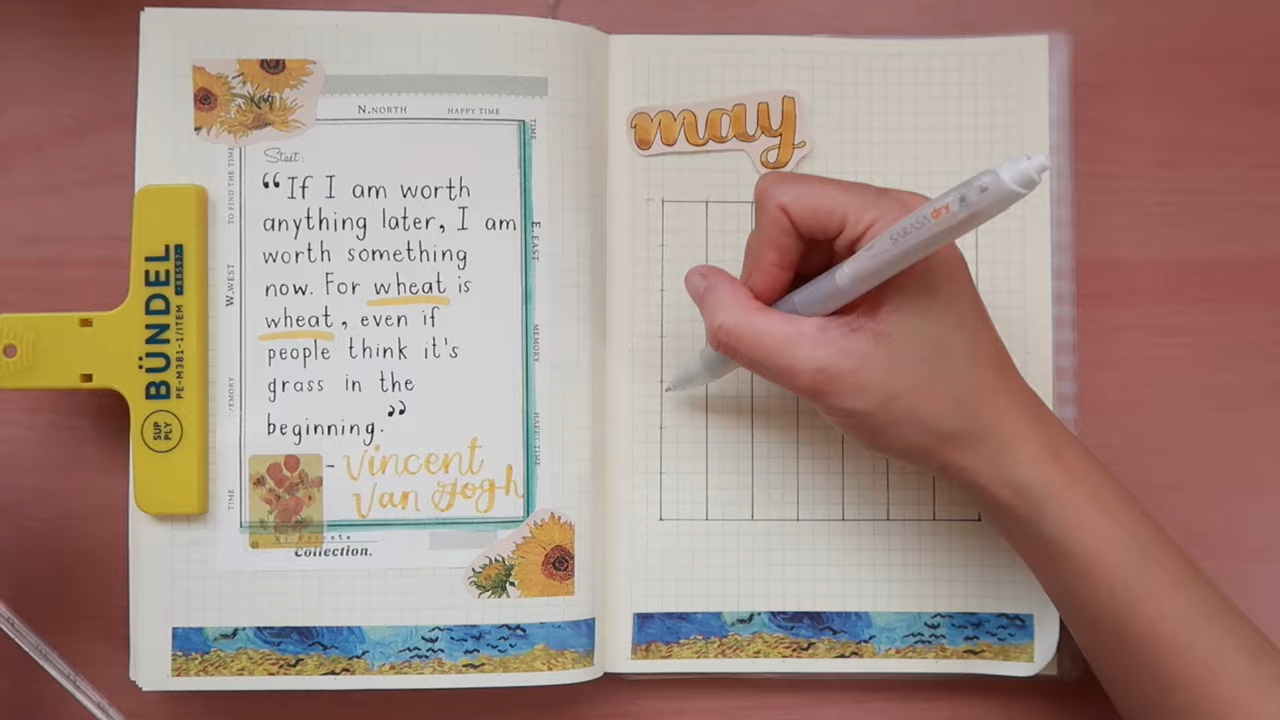 N.NORTH HAPPY TIME
Start:
“If I am worth
anything later, I am
worth something
now. For wheat is
wheat, even if
people think it's
grass in the
beginning.”
- Vincent
Van Gogh
Collection.
TO FIND THE TIME
W.WEST
TIME
TIME
E.EAST
MEMORY
HAPPY TIME
BÜNDEL
PE-M381-1/ITEM
SUP
PLY
may
SARASA dry